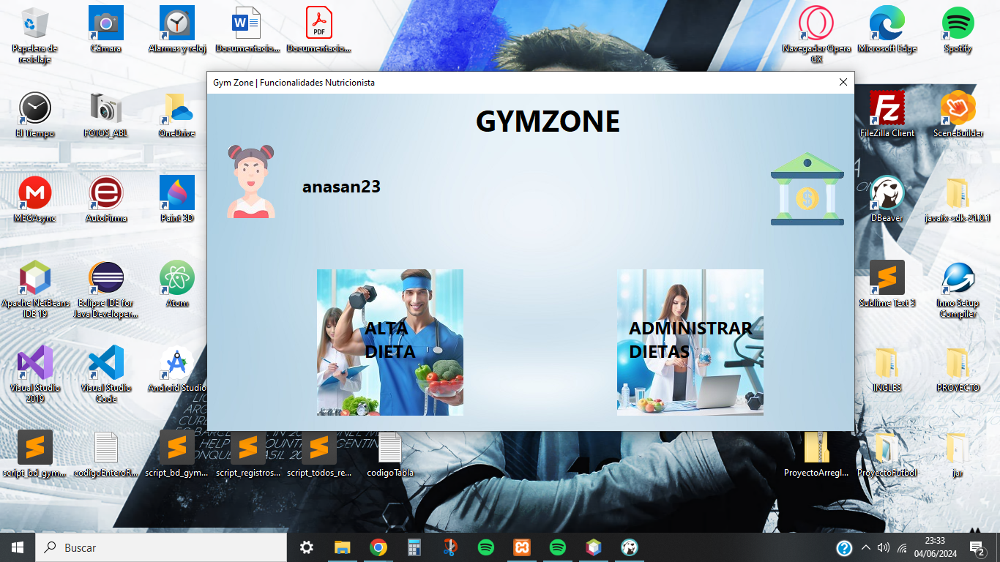 Papelera de
reciclaje
Cámara
Alarmas y reloj
Documentacio...
PDF
Documentacio...
Navegador Opera
GX
Microsoft Edge
Spotify
Gym Zone | Funcionalidades Nutricionista
GYMZONE
El Tiempo
FOTOS_ABL
OneDrive
FileZilla Client
SceneBuilder
anasan23
MEGAsync
AutoFirma
Paint 3D
DBeaver
javafx-sdk-21.0.1
Apache NetBeans
IDE 19
Eclipse IDE for
Java Developer...
Atom
Sublime Text 3
Inno Setup
Compiler
ALTA
DIETA
ADMINISTRAR
DIETAS
Visual Studio
2019
Visual Studio
Code
Android Studio
INGLES
PROYECTO
script_bd_gym...
codigoEnteroR...
script_bd_gym...
script_registros...
script_todos_re...
codigoTabla
ProyectoArregl...
ProyectoFutbol
jar
Buscar
23:33
04/06/2024
2